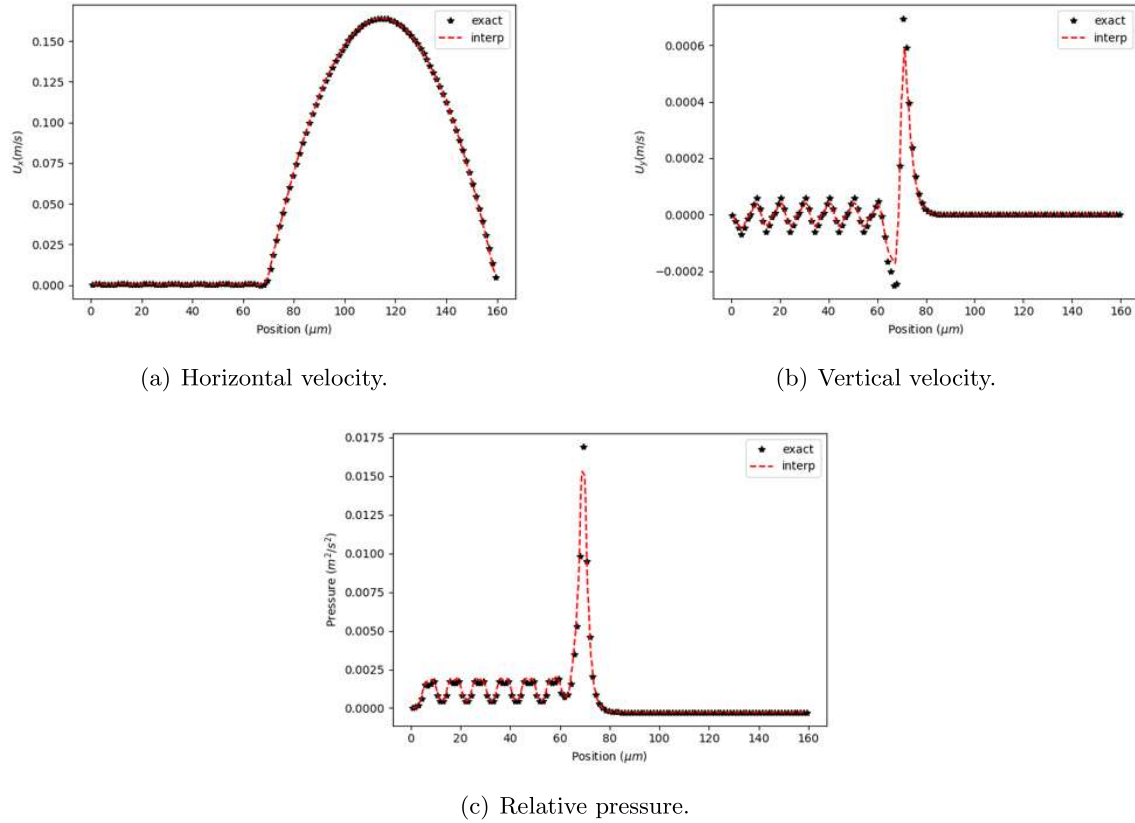 0.150
0.125
0.100
0.075
0.050
0.025
0.000
U_x(m/s)
0 20 40 60 80 100 120 140 160
Position (μm)
exact
interp
(a) Horizontal velocity.
0.0006
0.0004
0.0002
0.0000
−0.0002
U_y(m/s)
0 20 40 60 80 100 120 140 160
Position (μm)
exact
interp
(b) Vertical velocity.
0.0175
0.0150
0.0125
0.0100
0.0075
0.0050
0.0025
0.0000
Pressure (m²/s²)
0 20 40 60 80 100 120 140 160
Position (μm)
exact
interp
(c) Relative pressure.